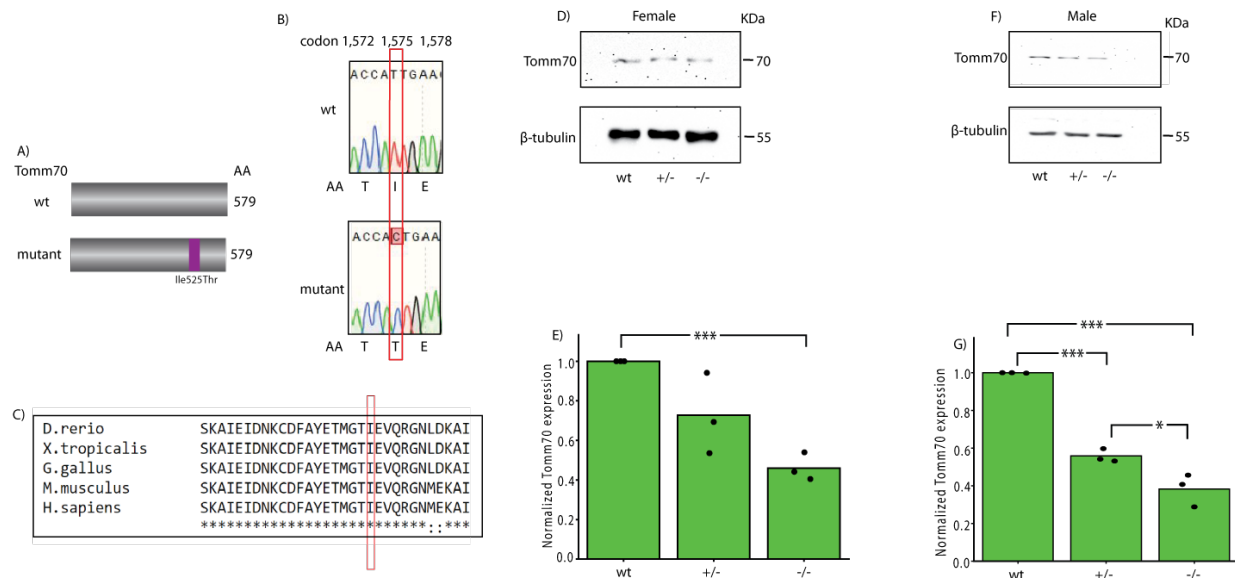 A)
Tomm70 AA
wt 579
mutant 579
Ile525Thr
B)
codon 1,572 1,575 1,578
ACCATTGAA
wt
AA T I E
ACCACTGAA
mutant
AA T T E
C)
D.rerio SKAIEIDNKCDFAYETMGTIEVQRGNLDKAI
X.tropicalis SKAIEIDNKCDFAYETMGTIEVQRGNLDKAI
G.gallus SKAIEIDNKCDFAYETMGTIEVQRGNLDKAI
M.musculus SKAIEIDNKCDFAYETMGTIEVQRGNMEKAI
H.sapiens SKAIEIDNKCDFAYETMGTIEVQRGNMEKAI
**************************::***
D) Female KDa
Tomm70 70
β-tubulin 55
wt +/- -/-
E)
***
Normalized Tomm70 expression
1.0
0.8
0.6
0.4
0.2
0.0
wt +/- -/-
F) Male KDa
Tomm70 70
β-tubulin 55
wt +/- -/-
G)
***
***
*
Normalized Tomm70 expression
1.0
0.8
0.6
0.4
0.2
0.0
wt +/- -/-